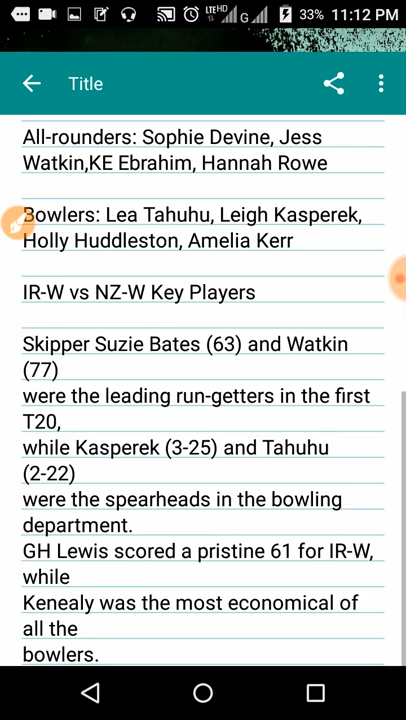 LTE HD
G
33% 11:12 PM
Title
All-rounders: Sophie Devine, Jess
Watkin,KE Ebrahim, Hannah Rowe
Bowlers: Lea Tahuhu, Leigh Kasperek,
Holly Huddleston, Amelia Kerr
IR-W vs NZ-W Key Players
Skipper Suzie Bates (63) and Watkin
(77)
were the leading run-getters in the first
T20,
while Kasperek (3-25) and Tahuhu
(2-22)
were the spearheads in the bowling
department.
GH Lewis scored a pristine 61 for IR-W,
while
Kenealy was the most economical of
all the
bowlers.